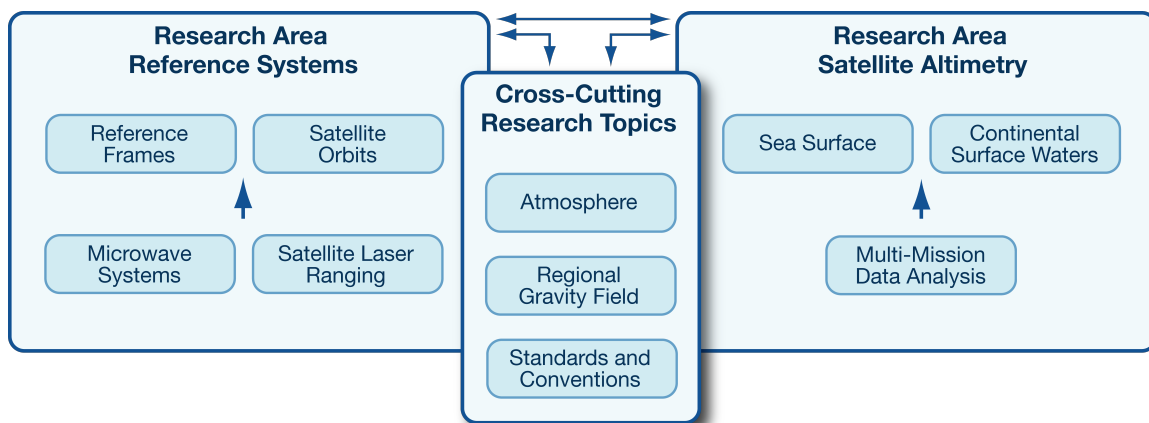 Research Area
Reference Systems
Reference
Frames
Satellite
Orbits
Microwave
Systems
Satellite Laser
Ranging
Cross-Cutting
Research Topics
Atmosphere
Regional
Gravity Field
Standards and
Conventions
Research Area
Satellite Altimetry
Sea Surface
Continental
Surface Waters
Multi-Mission
Data Analysis